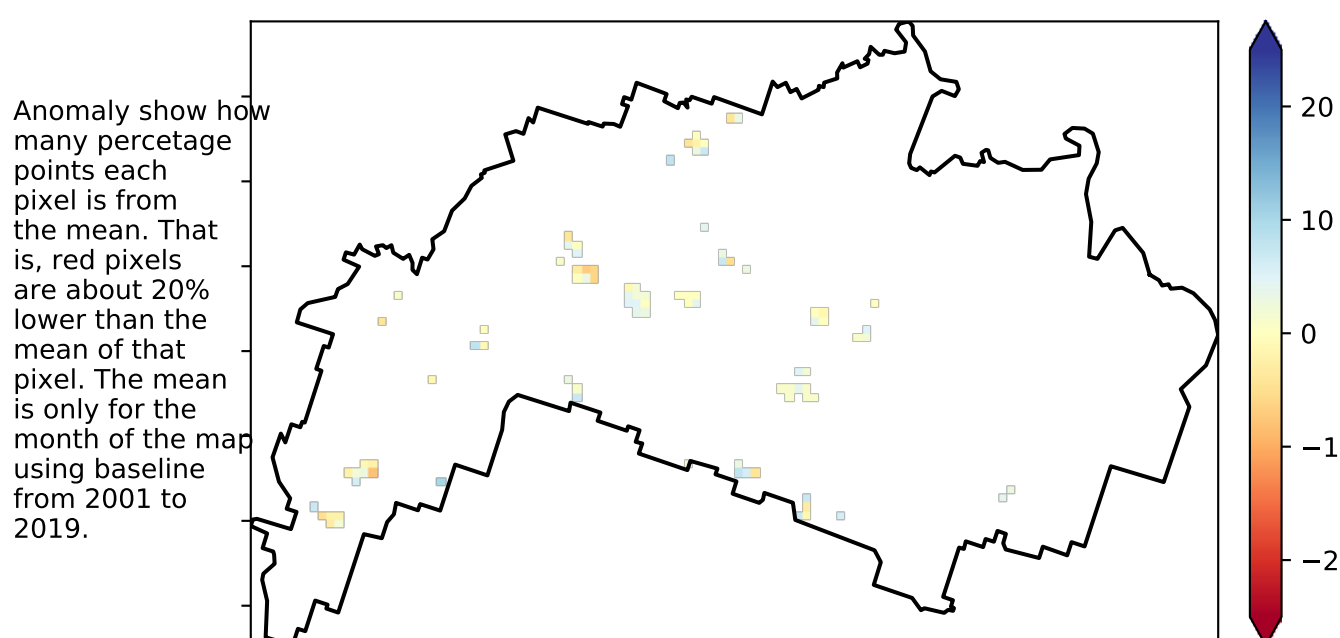 Anomaly show how
many percetage
points each
pixel is from
the mean. That
is, red pixels
are about 20%
lower than the
mean of that
pixel. The mean
is only for the
month of the map
using baseline
from 2001 to
2019.
20
10
0
−1
−2